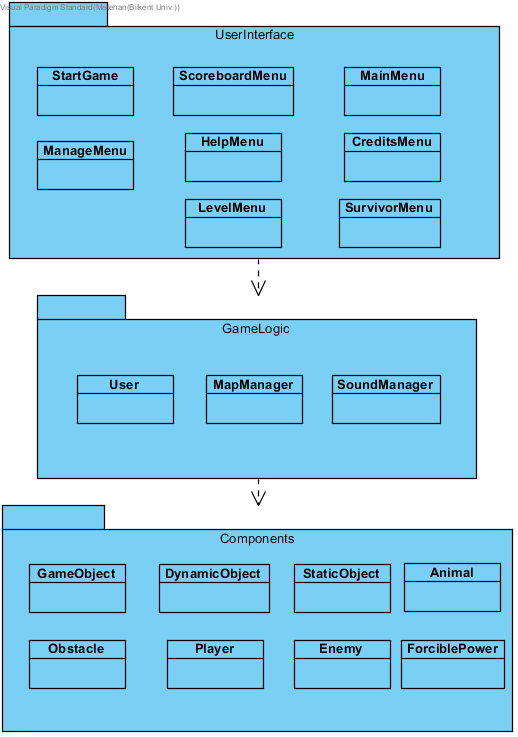 Visual Paradigm Standard(Metehan(Bilkent Univ.))
UserInterface
StartGame
ScoreboardMenu
MainMenu
ManageMenu
HelpMenu
CreditsMenu
LevelMenu
SurvivorMenu
GameLogic
User
MapManager
SoundManager
Components
GameObject
DynamicObject
StaticObject
Animal
Obstacle
Player
Enemy
ForciblePower